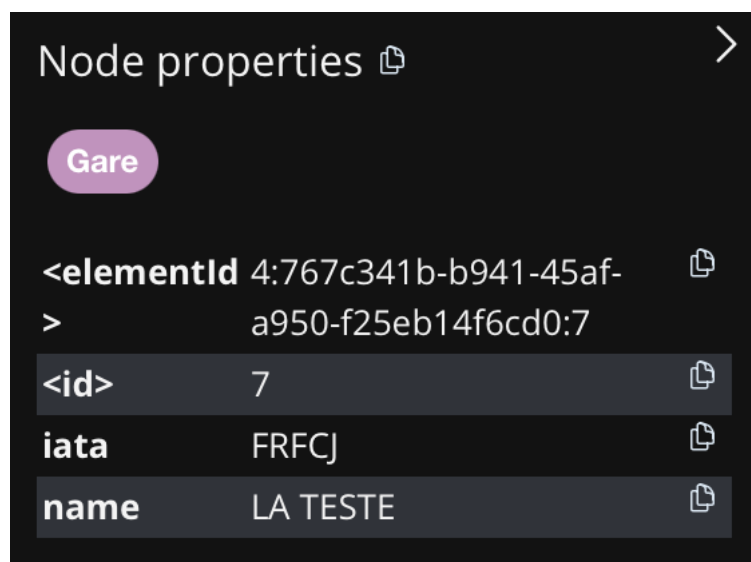 Node properties
Gare
<elementId 4:767c341b-b941-45af-
> a950-f25eb14f6cd0:7
<id> 7
iata FRFCJ
name LA TESTE